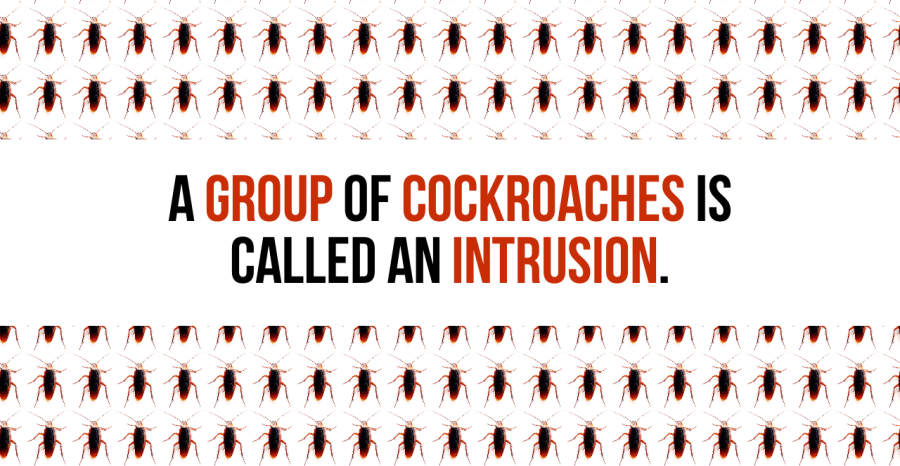 A GROUP OF COCKROACHES IS
CALLED AN INTRUSION.